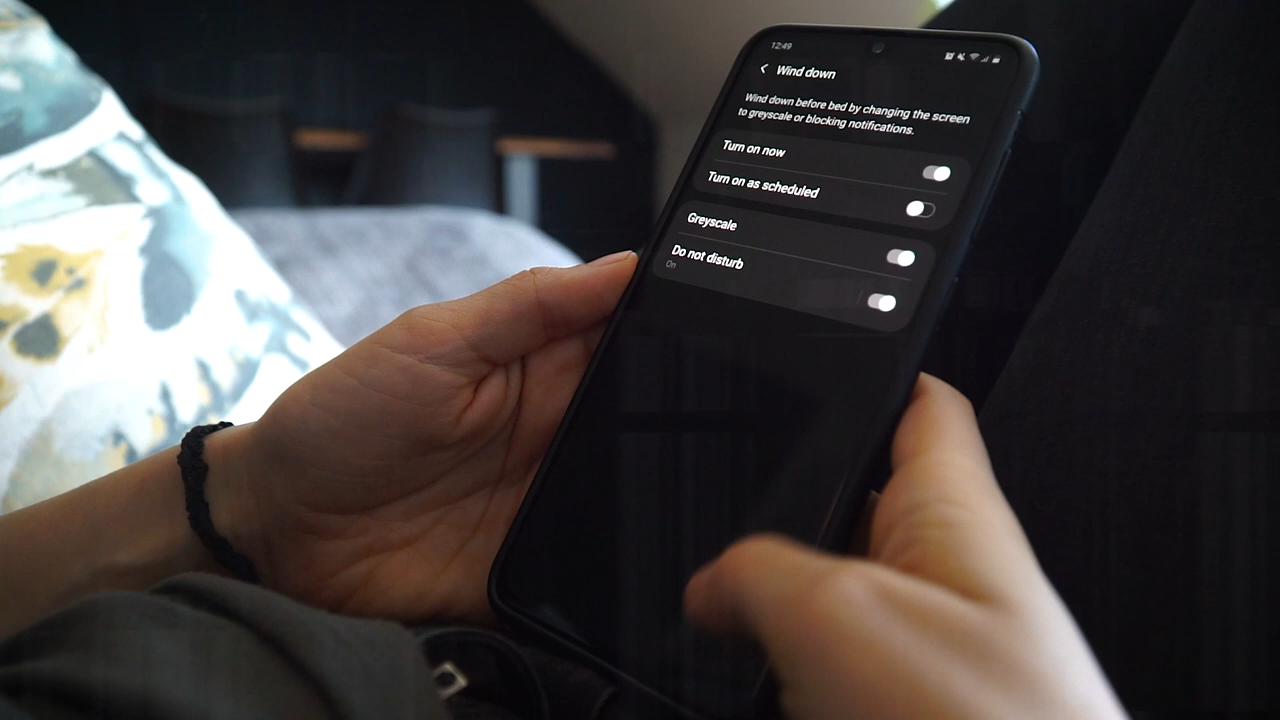 12:49
Wind down
Wind down before bed by changing the screen
to greyscale or blocking notifications.
Turn on now
Turn on as scheduled
Greyscale
Do not disturb
On